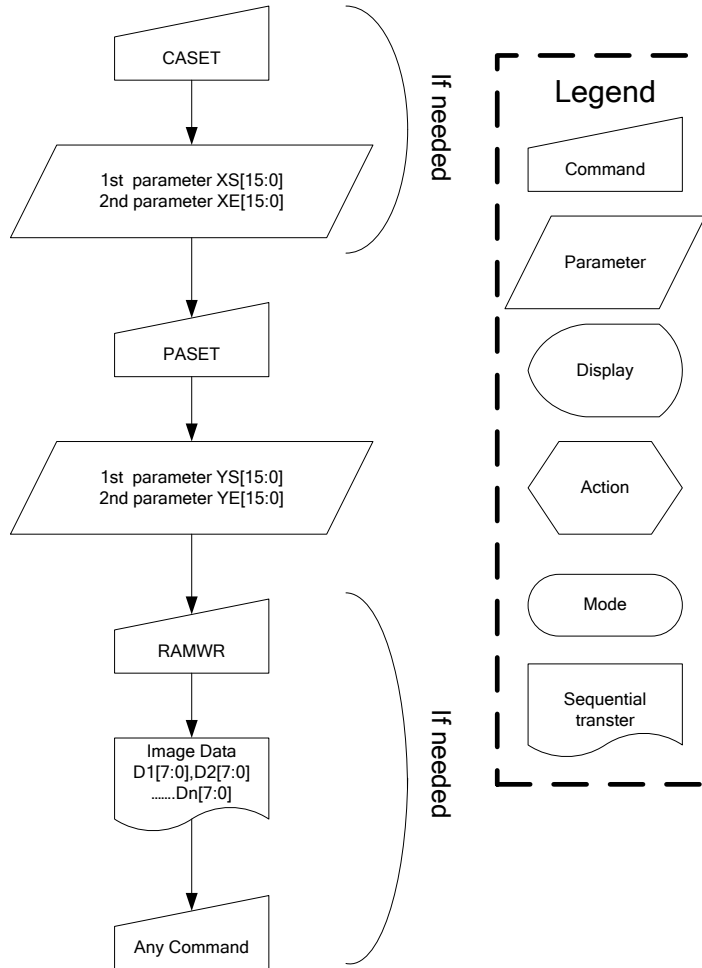 CASET
1st parameter XS[15:0]
2nd parameter XE[15:0]
If needed
PASET
1st parameter YS[15:0]
2nd parameter YE[15:0]
RAMWR
Image Data
D1[7:0],D2[7:0]
.......Dn[7:0]
Any Command
If needed
Legend
Command
Parameter
Display
Action
Mode
Sequential
transter